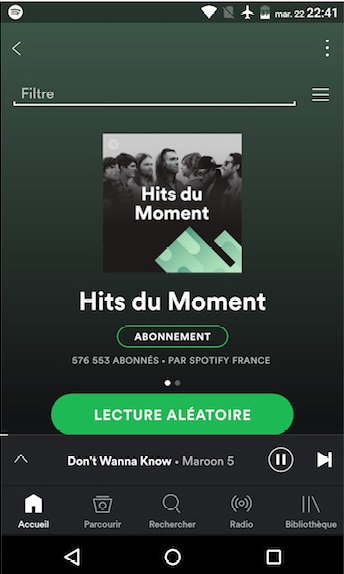 mar. 22 22:41
Filtre
Hits du
Moment
Hits du Moment
ABONNEMENT
576 553 ABONNÉS • PAR SPOTIFY FRANCE
LECTURE ALÉATOIRE
Don't Wanna Know • Maroon 5
Accueil Parcourir Rechercher Radio Bibliothèque